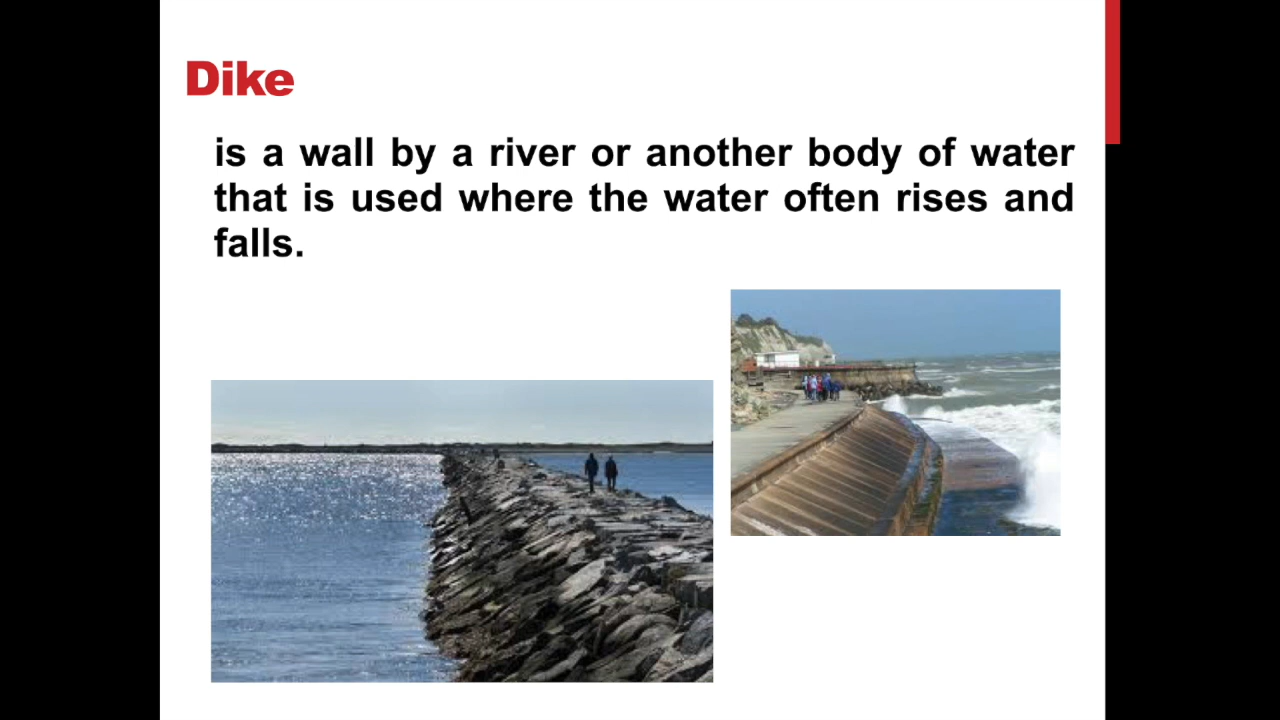 Dike
is a wall by a river or another body of water
that is used where the water often rises and
falls.